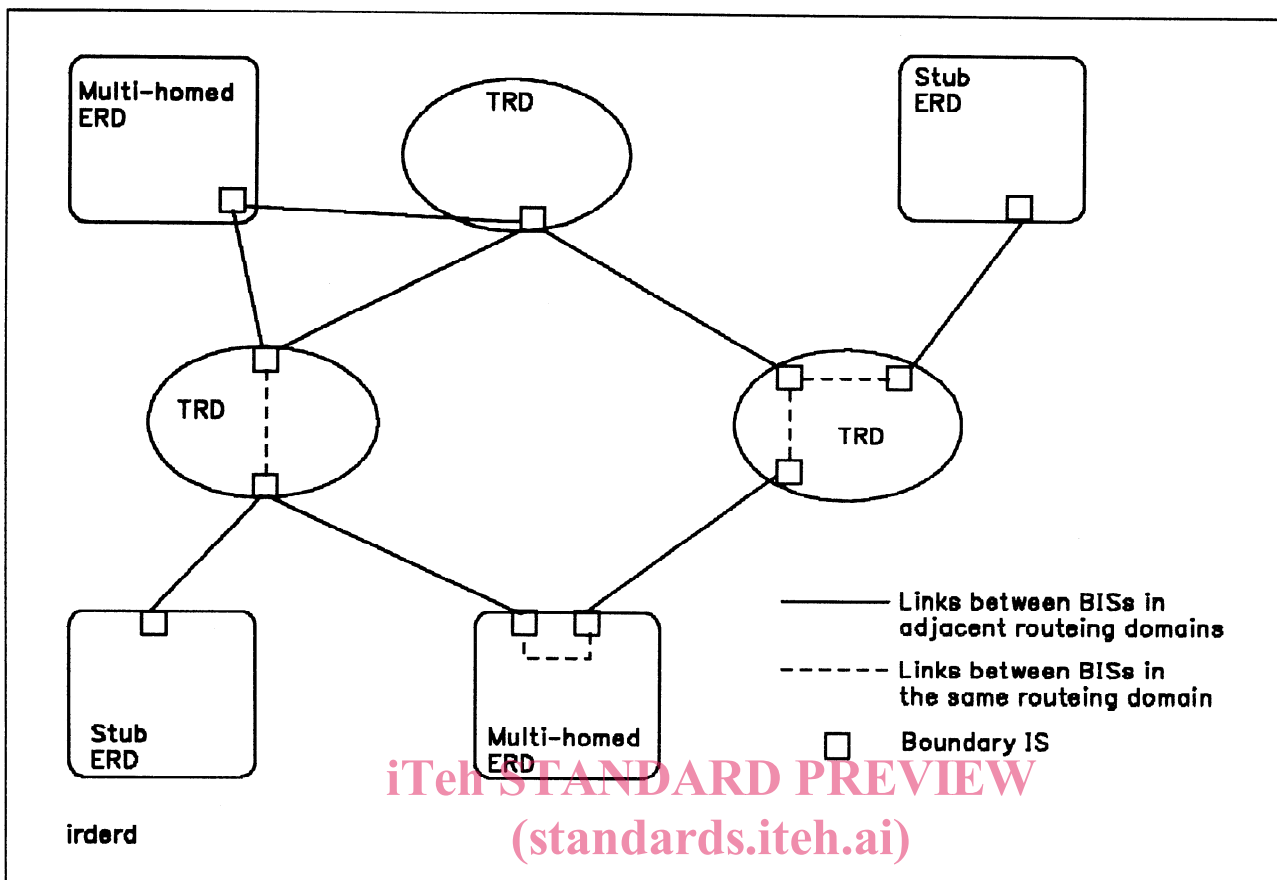 Multi-homed
ERD
TRD
Stub
ERD
TRD
TRD
Links between BISs in
adjacent routeing domains
Links between BISs in
the same routeing domain
Boundary IS
Stub
ERD
Multi-homed
ERD
iTeh STANDARD PREVIEW
(standards.iteh.ai)
irderd